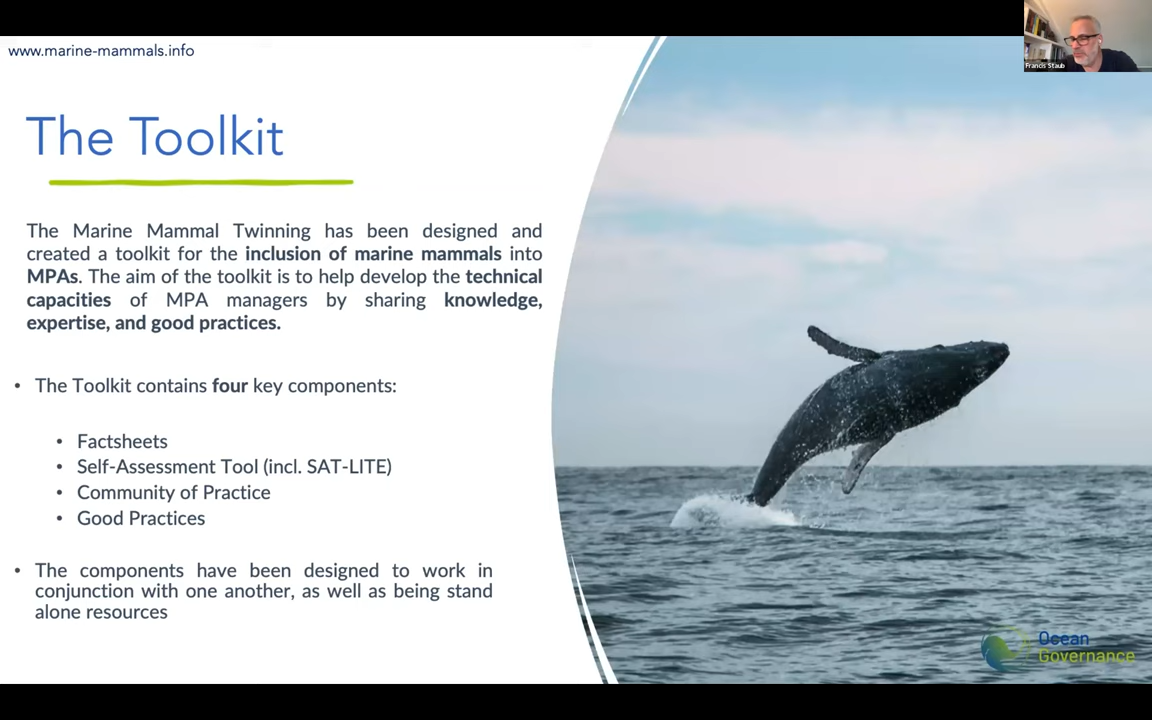 www.marine-mammals.info
Francis Staub
The Toolkit
The Marine Mammal Twinning has been designed and
created a toolkit for the inclusion of marine mammals into
MPAs. The aim of the toolkit is to help develop the technical
capacities of MPA managers by sharing knowledge,
expertise, and good practices.
• The Toolkit contains four key components:
• Factsheets
• Self-Assessment Tool (incl. SAT-LITE)
• Community of Practice
• Good Practices
• The components have been designed to work in
conjunction with one another, as well as being stand
alone resources
Ocean
Governance